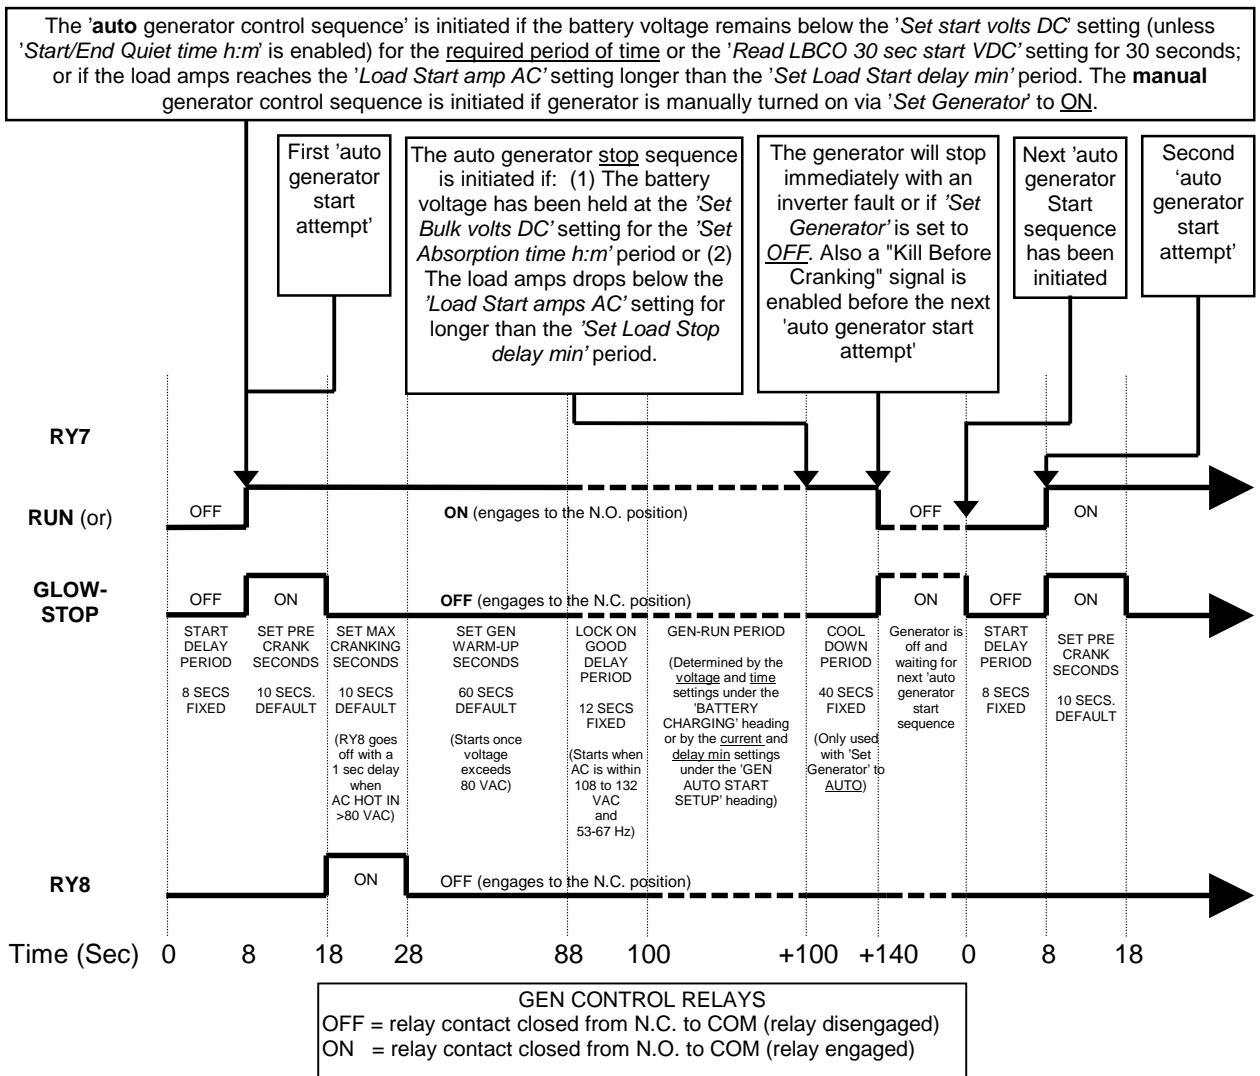 The 'auto generator control sequence' is initiated if the battery voltage remains below the 'Set start volts DC' setting (unless
'Start/End Quiet time h:m' is enabled) for the required period of time or the 'Read LBCO 30 sec start VDC' setting for 30 seconds;
or if the load amps reaches the 'Load Start amp AC' setting longer than the 'Set Load Start delay min' period. The manual
generator control sequence is initiated if generator is manually turned on via 'Set Generator' to ON.
First 'auto
generator
start
attempt'
The auto generator stop sequence
is initiated if: (1) The battery
voltage has been held at the 'Set
Bulk volts DC' setting for the 'Set
Absorption time h:m' period or (2)
The load amps drops below the
'Load Start amps AC' setting for
longer than the 'Set Load Stop
delay min' period.
The generator will stop
immediately with an
inverter fault or if 'Set
Generator' is set to
OFF. Also a "Kill Before
Cranking" signal is
enabled before the next
'auto generator start
attempt'
Next 'auto
generator
Start
sequence
has been
initiated
Second
'auto
generator
start
attempt'
RY7
RUN (or)
OFF
ON (engages to the N.O. position)
OFF
ON
GLOW-
STOP
OFF
ON
OFF (engages to the N.C. position)
ON
OFF
ON
START
DELAY
PERIOD
8 SECS
FIXED
SET PRE
CRANK
SECONDS
10 SECS.
DEFAULT
SET MAX
CRANKING
SECONDS
10 SECS
DEFAULT
(RY8 goes
off with a
1 sec delay
when
AC HOT IN
>80 VAC)
SET GEN
WARM-UP
SECONDS
60 SECS
DEFAULT
(Starts once
voltage
exceeds
80 VAC)
LOCK ON
GOOD
DELAY
PERIOD
12 SECS
FIXED
(Starts when
AC is within
108 to 132
VAC
and
53-67 Hz)
GEN-RUN PERIOD
(Determined by the
voltage and time
settings under the
'BATTERY
CHARGING' heading
or by the current and
delay min settings
under the 'GEN
AUTO START
SETUP' heading)
COOL
DOWN
PERIOD
40 SECS
FIXED
(Only used
with 'Set
Generator' to
AUTO)
Generator is
off and
waiting for
next 'auto
generator
start
sequence
START
DELAY
PERIOD
8 SECS
FIXED
SET PRE
CRANK
SECONDS
10 SECS.
DEFAULT
RY8
ON
OFF (engages to the N.C. position)
Time (Sec) 0 8 18 28 88 100 +100 +140 0 8 18
GEN CONTROL RELAYS
OFF = relay contact closed from N.C. to COM (relay disengaged)
ON = relay contact closed from N.O. to COM (relay engaged)